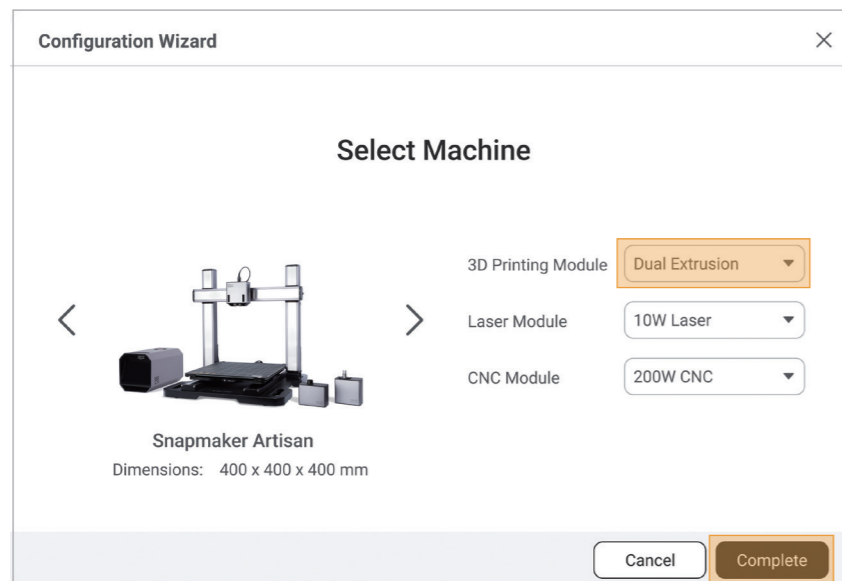 Configuration Wizard
Select Machine
3D Printing Module
Dual Extrusion
Laser Module
10W Laser
CNC Module
200W CNC
Snapmaker Artisan
Dimensions: 400 x 400 x 400 mm
Cancel
Complete